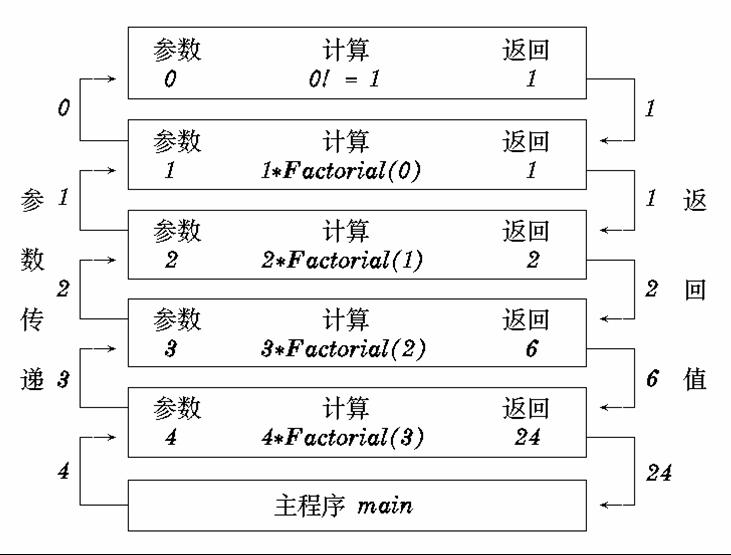 参数 计算 返回
0 0! = 1 1
0 1
参数 计算 返回
1 1*Factorial(0) 1
参 1 1 返
参数 计算 返回
2 2*Factorial(1) 2
数 2 2 回
参数 计算 返回
传
3 3*Factorial(2) 6
递 3 6 值
参数 计算 返回
4 4*Factorial(3) 24
4 24
主程序 main